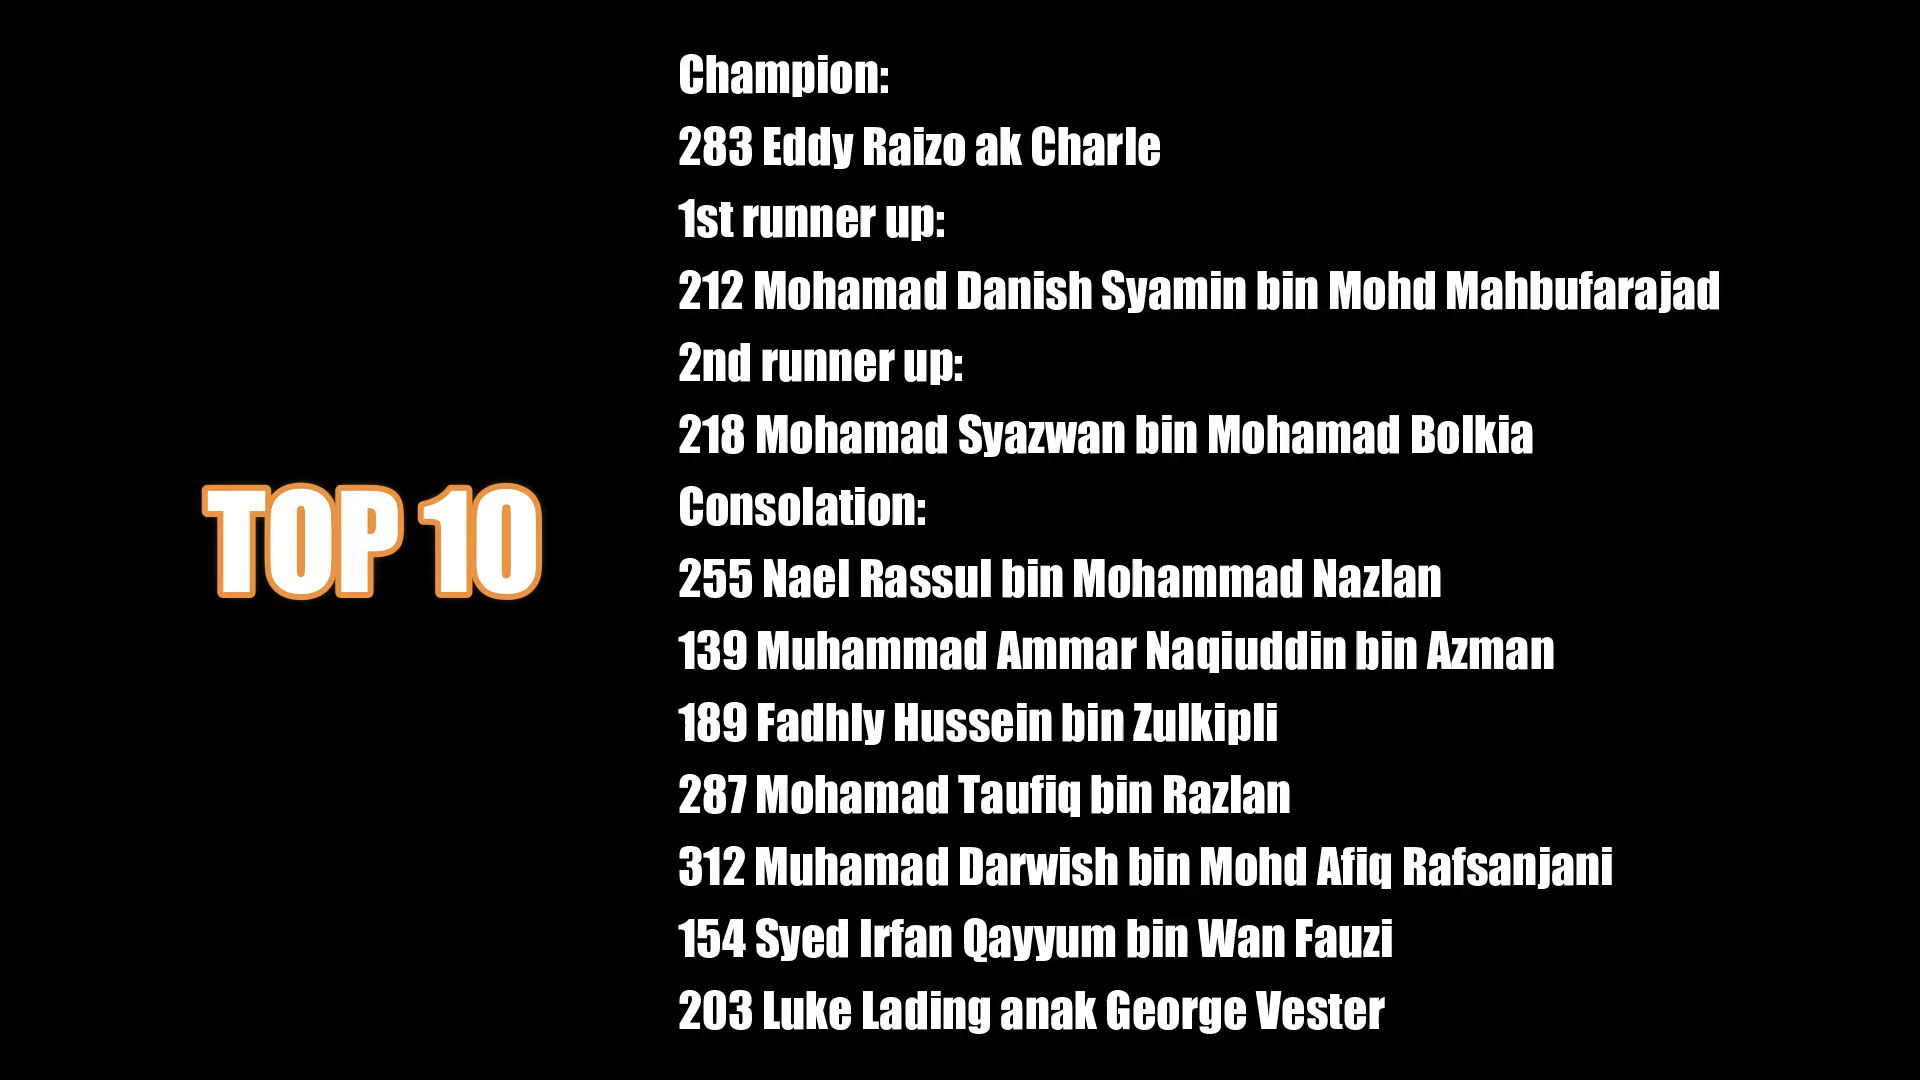 TOP 10
Champion:
283 Eddy Raizo ak Charle
1st runner up:
212 Mohamad Danish Syamin bin Mohd Mahbufarajad
2nd runner up:
218 Mohamad Syazwan bin Mohamad Bolkia
Consolation:
255 Nael Rassul bin Mohammad Nazlan
139 Muhammad Ammar Naqiuddin bin Azman
189 Fadhly Hussein bin Zulkipli
287 Mohamad Taufiq bin Razlan
312 Muhamad Darwish bin Mohd Afiq Rafsanjani
154 Syed Irfan Qayyum bin Wan Fauzi
203 Luke Lading anak George Vester